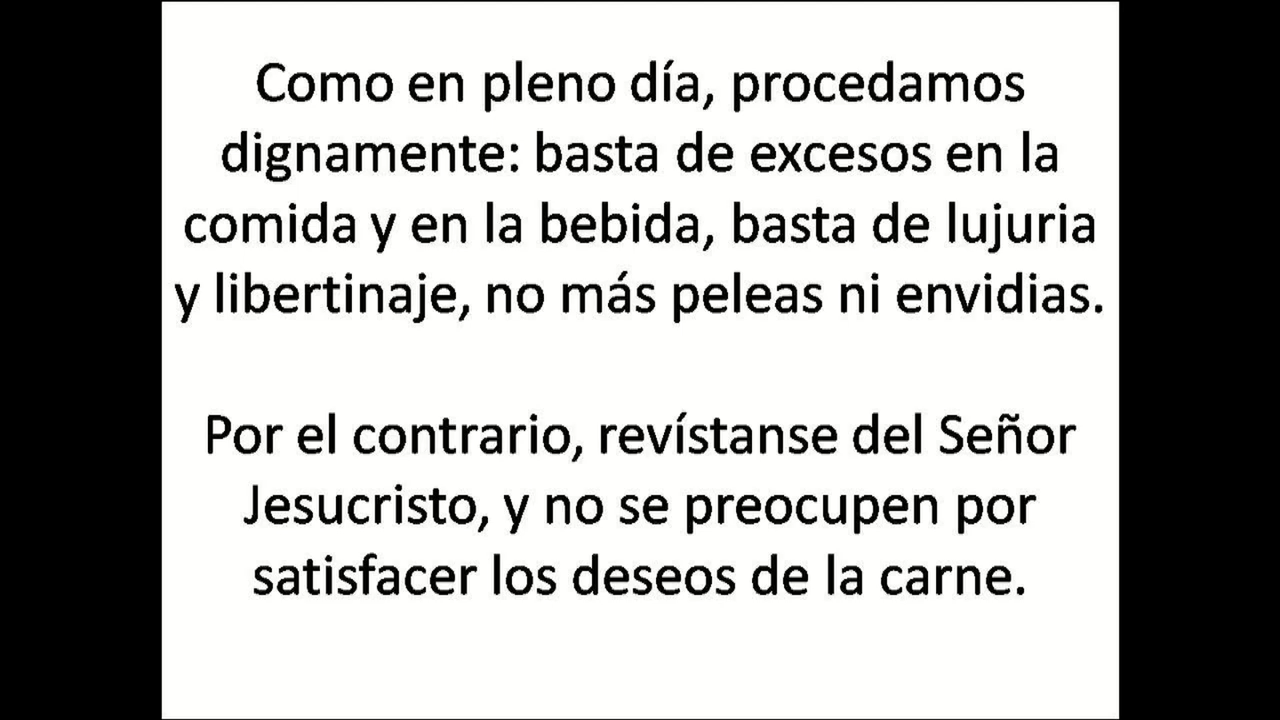 Como en pleno día, procedamos
dignamente: basta de excesos en la
comida y en la bebida, basta de lujuria
y libertinaje, no más peleas ni envidias.
Por el contrario, revístanse del Señor
Jesucristo, y no se preocupen por
satisfacer los deseos de la carne.